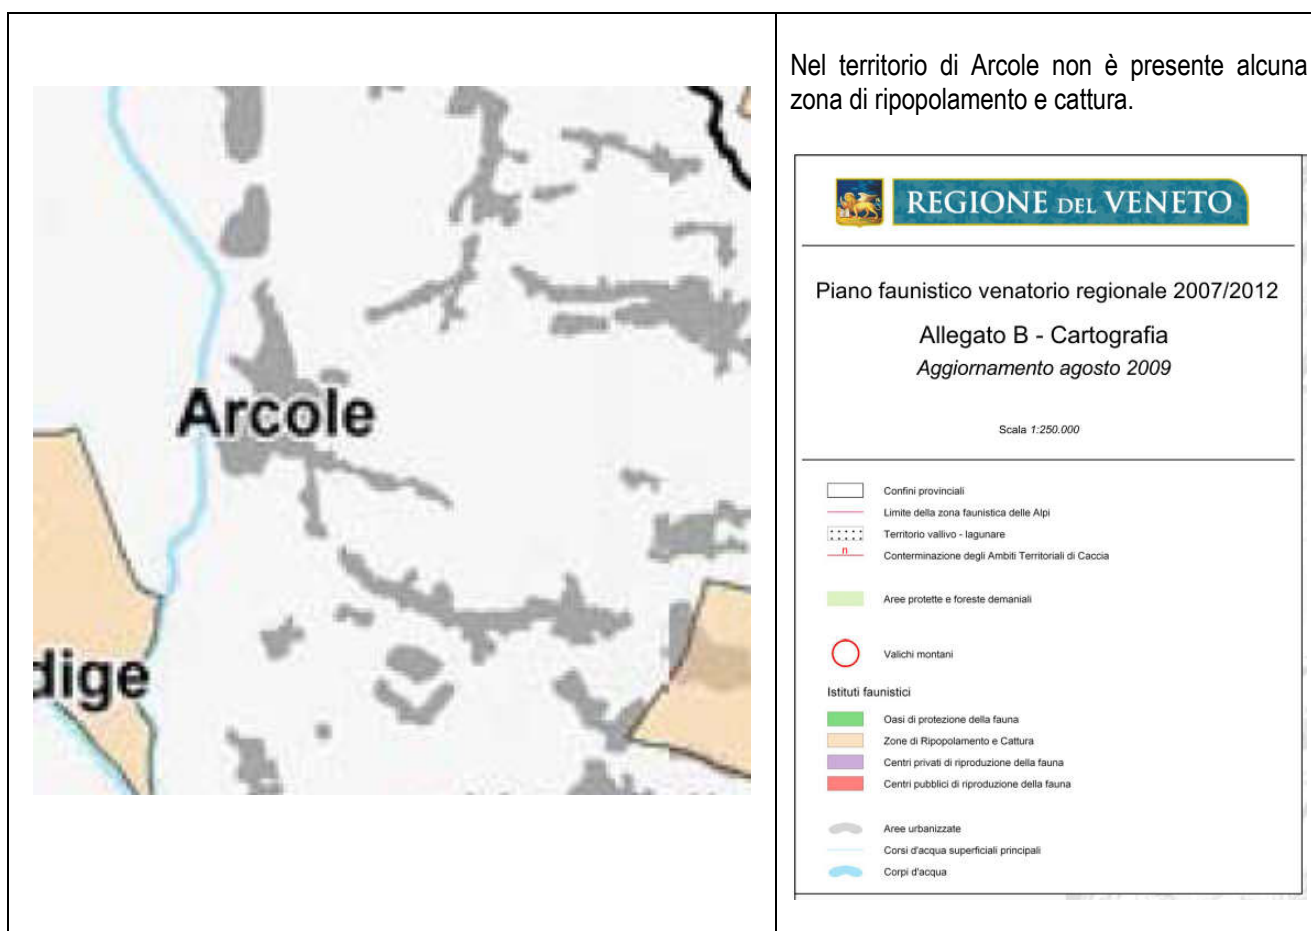 Arcole
dige
Nel territorio di Arcole non è presente alcuna
zona di ripopolamento e cattura.
REGIONE DEL VENETO
Piano faunistico venatorio regionale 2007/2012
Allegato B - Cartografia
Aggiornamento agosto 2009
Scala 1:250.000
Confini provinciali
Limite della zona faunistica delle Alpi
Territorio vallivo - lagunare
n
Conterminazione degli Ambiti Territoriali di Caccia
Aree protette e foreste demaniali
Valichi montani
Istituti faunistici
Oasi di protezione della fauna
Zone di Ripopolamento e Cattura
Centri privati di riproduzione della fauna
Centri pubblici di riproduzione della fauna
Aree urbanizzate
Corsi d'acqua superficiali principali
Corpi d'acqua